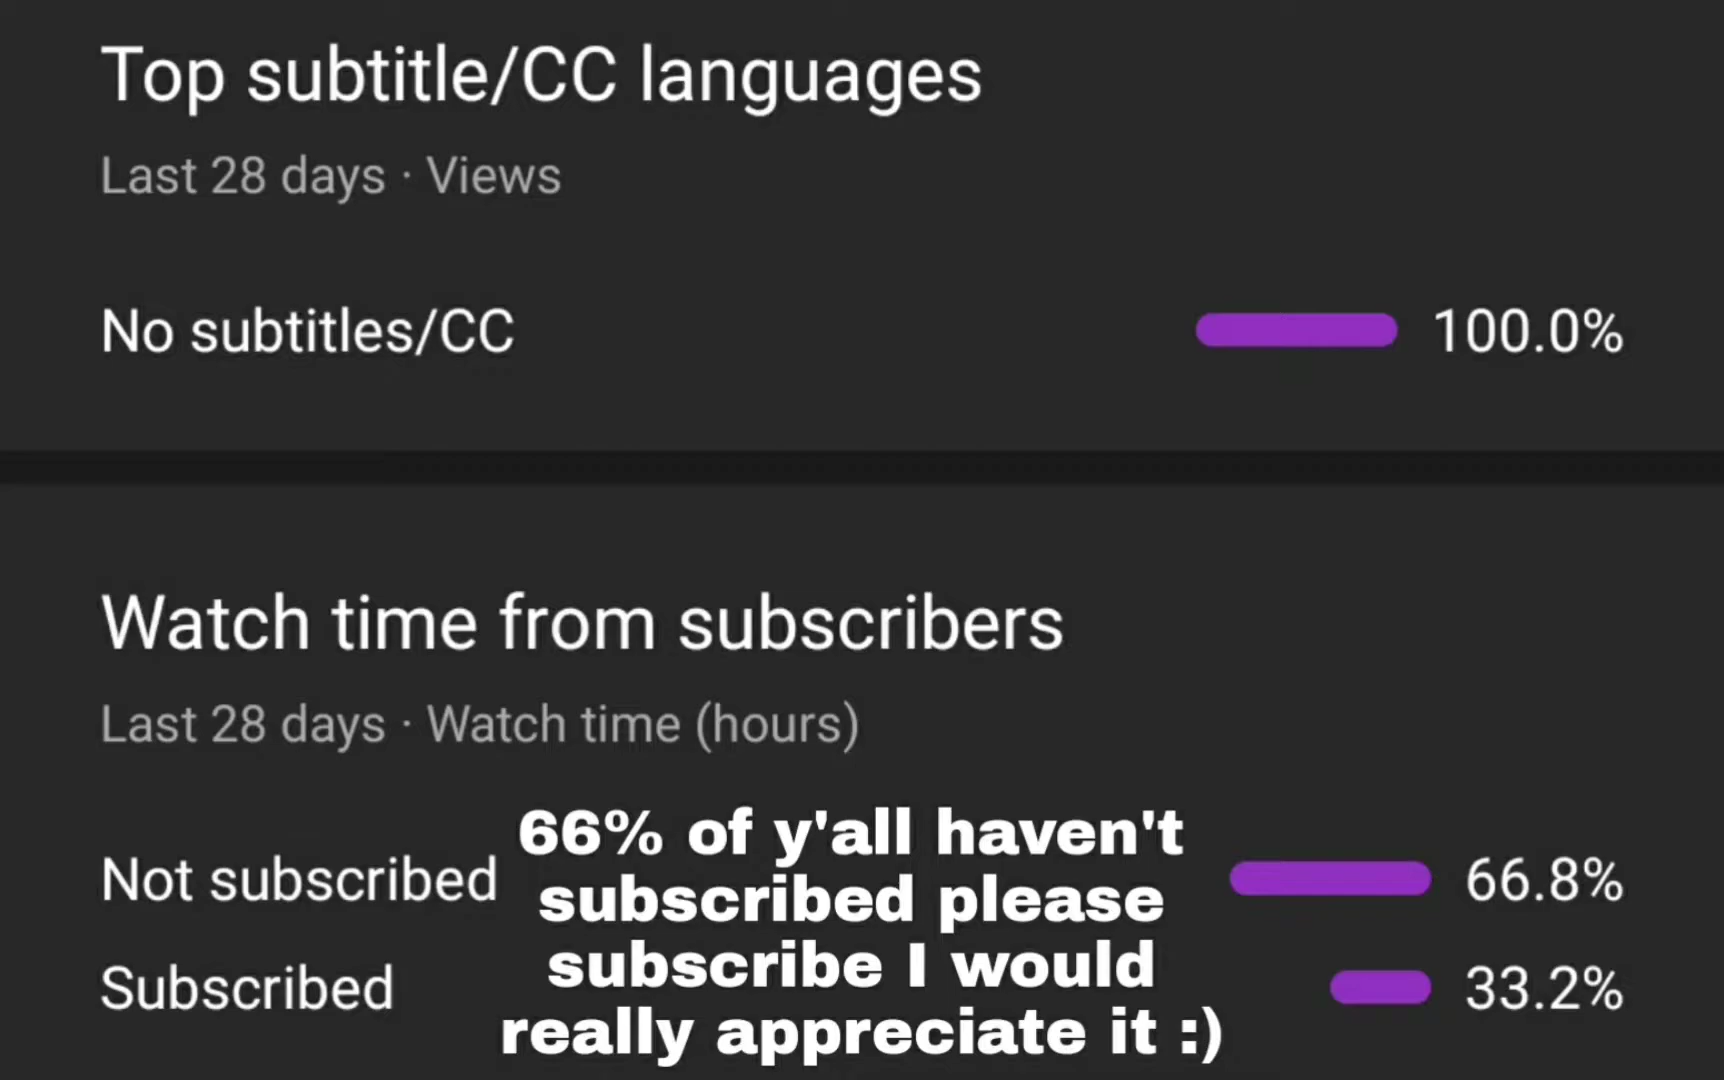 Top subtitle/CC languages
Last 28 days · Views
No subtitles/CC 100.0%
Watch time from subscribers
Last 28 days · Watch time (hours)
Not subscribed 66.8%
Subscribed 33.2%
66% of y'all haven't
subscribed please
subscribe I would
really appreciate it :)